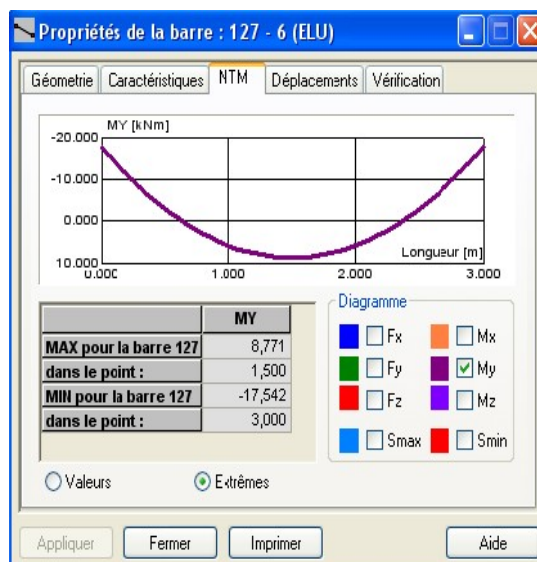 Propriétés de la barre : 127 - 6 (ELU)
Géometrie Caractéristiques NTM Déplacements Vérification
MY [kNm]
-20.000
-10.000
0.000
Longueur [m]
10.000
0.000 1.000 2.000 3.000
MY
MAX pour la barre 127 8,771
dans le point : 1,500
MIN pour la barre 127 -17,542
dans le point : 3,000
Diagramme
Fx Mx
Fy My
Fz Mz
Smax Smin
Valeurs Extrêmes
Appliquer Fermer Imprimer Aide